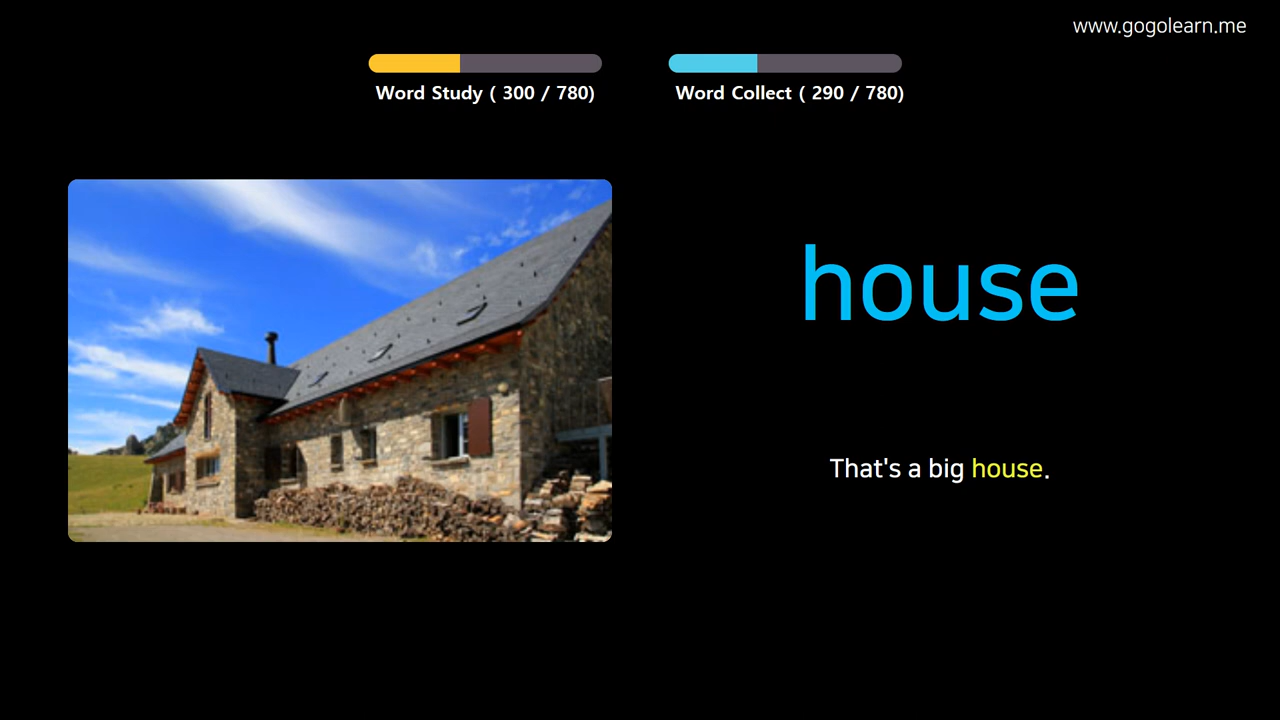 www.gogolearn.me
Word Study ( 300 / 780)
Word Collect ( 290 / 780)
house
That's a big house.